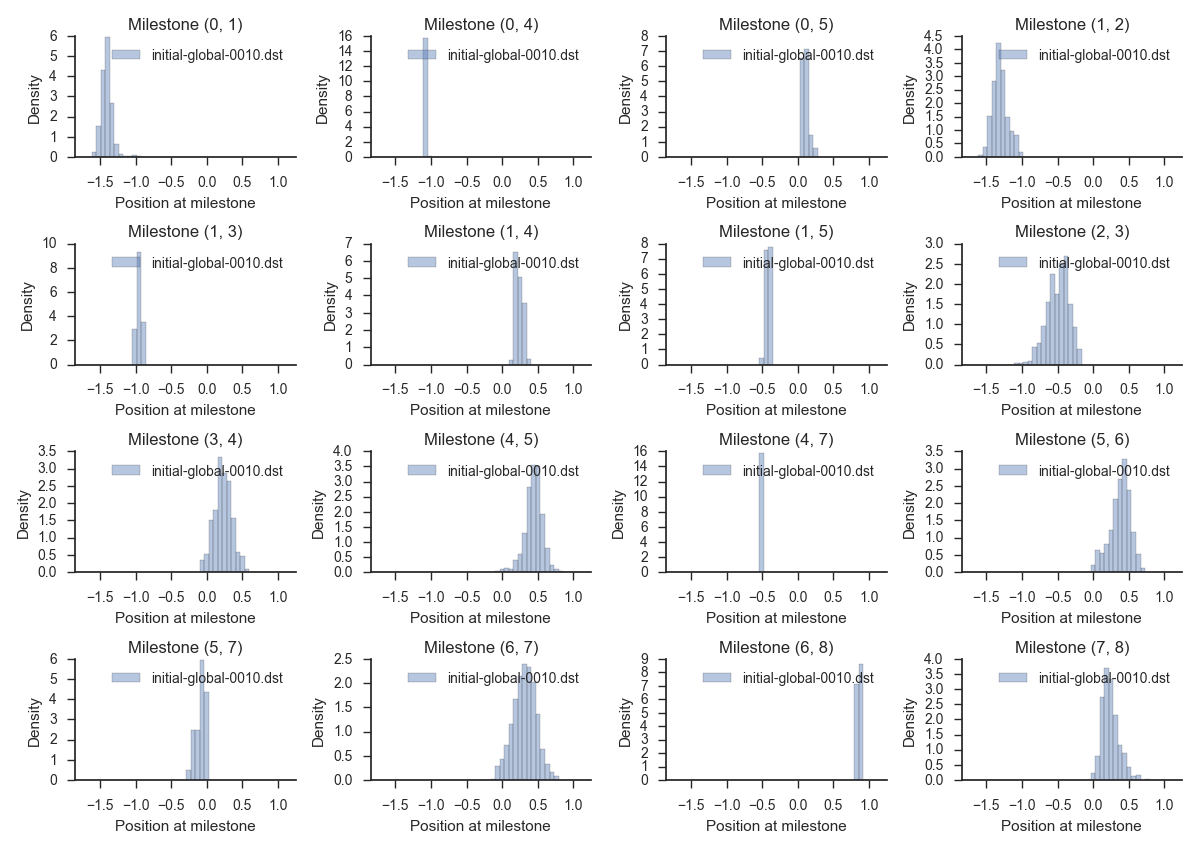 Milestone (0, 1)
6
5
4
3
2
1
0
Density
initial-global-0010.dst
−1.5 −1.0 −0.5 0.0 0.5 1.0
Position at milestone
Milestone (0, 4)
16
14
12
10
8
6
4
2
0
Density
initial-global-0010.dst
−1.5 −1.0 −0.5 0.0 0.5 1.0
Position at milestone
Milestone (0, 5)
8
7
6
5
4
3
2
1
0
Density
initial-global-0010.dst
−1.5 −1.0 −0.5 0.0 0.5 1.0
Position at milestone
Milestone (1, 2)
4.5
4.0
3.5
3.0
2.5
2.0
1.5
1.0
0.5
0.0
Density
initial-global-0010.dst
−1.5 −1.0 −0.5 0.0 0.5 1.0
Position at milestone
Milestone (1, 3)
10
8
6
4
2
0
Density
initial-global-0010.dst
−1.5 −1.0 −0.5 0.0 0.5 1.0
Position at milestone
Milestone (1, 4)
7
6
5
4
3
2
1
0
Density
initial-global-0010.dst
−1.5 −1.0 −0.5 0.0 0.5 1.0
Position at milestone
Milestone (1, 5)
8
7
6
5
4
3
2
1
0
Density
initial-global-0010.dst
−1.5 −1.0 −0.5 0.0 0.5 1.0
Position at milestone
Milestone (2, 3)
3.0
2.5
2.0
1.5
1.0
0.5
0.0
Density
initial-global-0010.dst
−1.5 −1.0 −0.5 0.0 0.5 1.0
Position at milestone
Milestone (3, 4)
3.5
3.0
2.5
2.0
1.5
1.0
0.5
0.0
Density
initial-global-0010.dst
−1.5 −1.0 −0.5 0.0 0.5 1.0
Position at milestone
Milestone (4, 5)
4.0
3.5
3.0
2.5
2.0
1.5
1.0
0.5
0.0
Density
initial-global-0010.dst
−1.5 −1.0 −0.5 0.0 0.5 1.0
Position at milestone
Milestone (4, 7)
16
14
12
10
8
6
4
2
0
Density
initial-global-0010.dst
−1.5 −1.0 −0.5 0.0 0.5 1.0
Position at milestone
Milestone (5, 6)
3.5
3.0
2.5
2.0
1.5
1.0
0.5
0.0
Density
initial-global-0010.dst
−1.5 −1.0 −0.5 0.0 0.5 1.0
Position at milestone
Milestone (5, 7)
6
5
4
3
2
1
0
Density
initial-global-0010.dst
−1.5 −1.0 −0.5 0.0 0.5 1.0
Position at milestone
Milestone (6, 7)
2.5
2.0
1.5
1.0
0.5
0.0
Density
initial-global-0010.dst
−1.5 −1.0 −0.5 0.0 0.5 1.0
Position at milestone
Milestone (6, 8)
9
8
7
6
5
4
3
2
1
0
Density
initial-global-0010.dst
−1.5 −1.0 −0.5 0.0 0.5 1.0
Position at milestone
Milestone (7, 8)
4.0
3.5
3.0
2.5
2.0
1.5
1.0
0.5
0.0
Density
initial-global-0010.dst
−1.5 −1.0 −0.5 0.0 0.5 1.0
Position at milestone